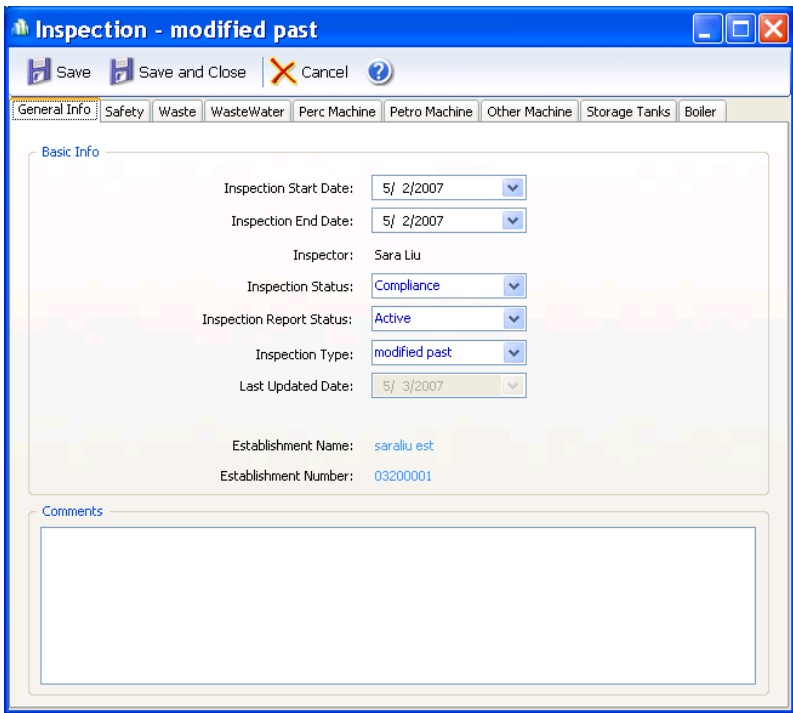 Inspection - modified past
Save Save and Close Cancel ?
General Info Safety Waste WasteWater Perc Machine Petro Machine Other Machine Storage Tanks Boiler
Basic Info
Inspection Start Date: 5/ 2/2007
Inspection End Date: 5/ 2/2007
Inspector: Sara Liu
Inspection Status: Compliance
Inspection Report Status: Active
Inspection Type: modified past
Last Updated Date: 5/ 3/2007
Establishment Name: saraliu est
Establishment Number: 03200001
Comments